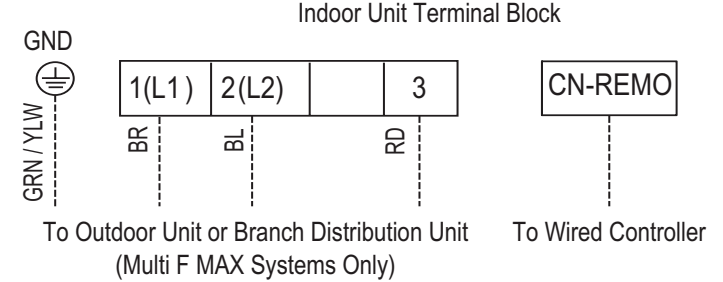 Indoor Unit Terminal Block
GND
1(L1) 2(L2) 3 CN-REMO
GRN / YLW BR BL RD
To Outdoor Unit or Branch Distribution Unit To Wired Controller
(Multi F MAX Systems Only)